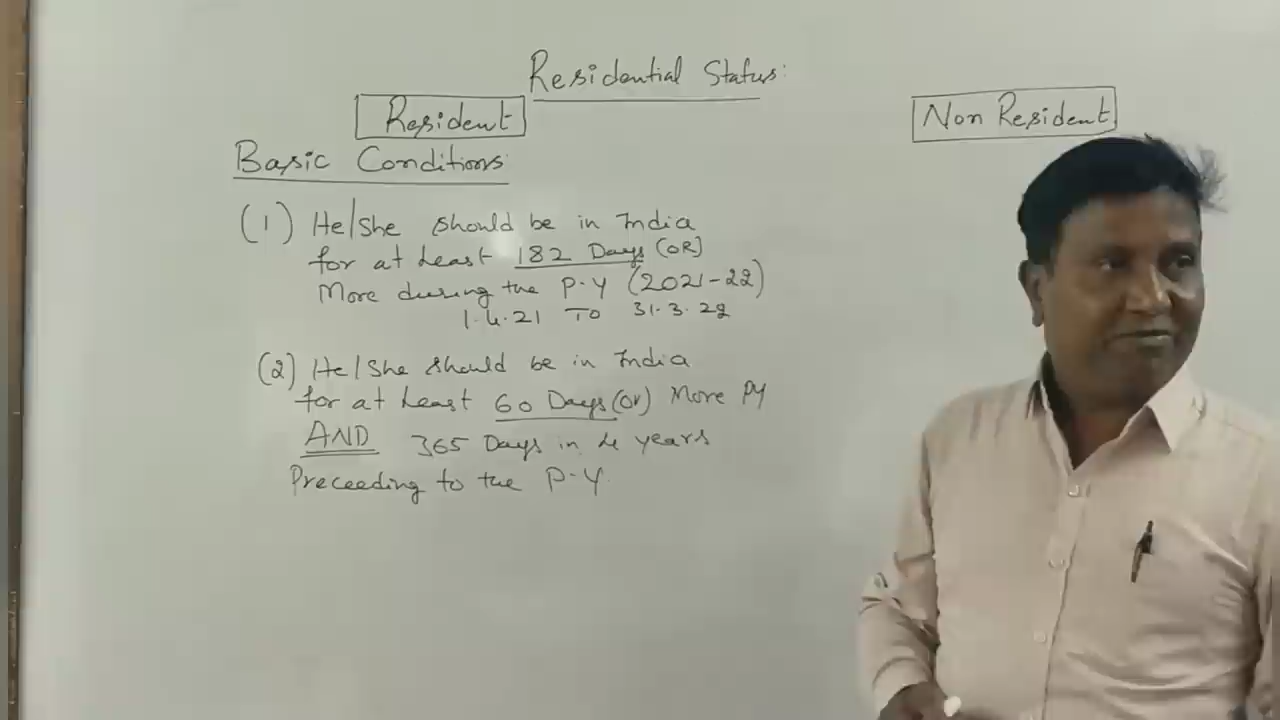 Residential Status:
Resident
Non Resident
Basic Conditions
(1) He/She should be in India
for at Least 182 Days (OR)
More during the P-Y (2021-22)
1.4.21 TO 31.3.22
(2) He/She should be in India
for at Least 60 Days (or) More PY
AND 365 Days in 4 years
Preceeding to the P-Y